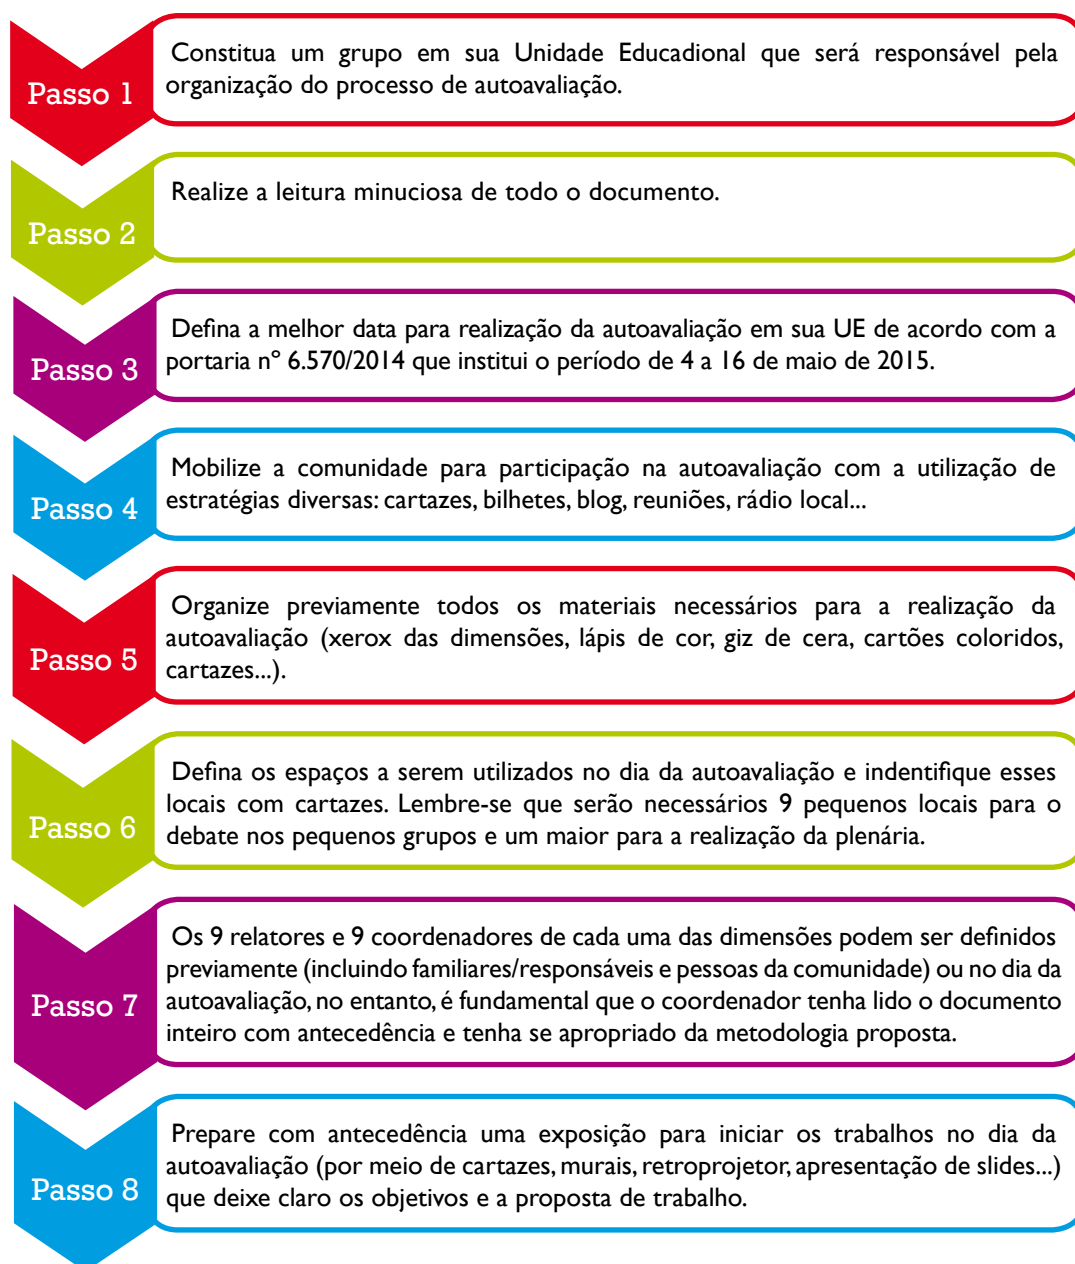 Passo 1
Constitua um grupo em sua Unidade Educadional que será responsável pela
organização do processo de autoavaliação.
Passo 2
Realize a leitura minuciosa de todo o documento.
Passo 3
Defina a melhor data para realização da autoavaliação em sua UE de acordo com a
portaria nº 6.570/2014 que institui o período de 4 a 16 de maio de 2015.
Passo 4
Mobilize a comunidade para participação na autoavaliação com a utilização de
estratégias diversas: cartazes, bilhetes, blog, reuniões, rádio local...
Passo 5
Organize previamente todos os materiais necessários para a realização da
autoavaliação (xerox das dimensões, lápis de cor, giz de cera, cartões coloridos,
cartazes...).
Passo 6
Defina os espaços a serem utilizados no dia da autoavaliação e indentifique esses
locais com cartazes. Lembre-se que serão necessários 9 pequenos locais para o
debate nos pequenos grupos e um maior para a realização da plenária.
Passo 7
Os 9 relatores e 9 coordenadores de cada uma das dimensões podem ser definidos
previamente (incluindo familiares/responsáveis e pessoas da comunidade) ou no dia da
autoavaliação, no entanto, é fundamental que o coordenador tenha lido o documento
inteiro com antecedência e tenha se apropriado da metodologia proposta.
Passo 8
Prepare com antecedência uma exposição para iniciar os trabalhos no dia da
autoavaliação (por meio de cartazes, murais, retroprojetor, apresentação de slides...)
que deixe claro os objetivos e a proposta de trabalho.